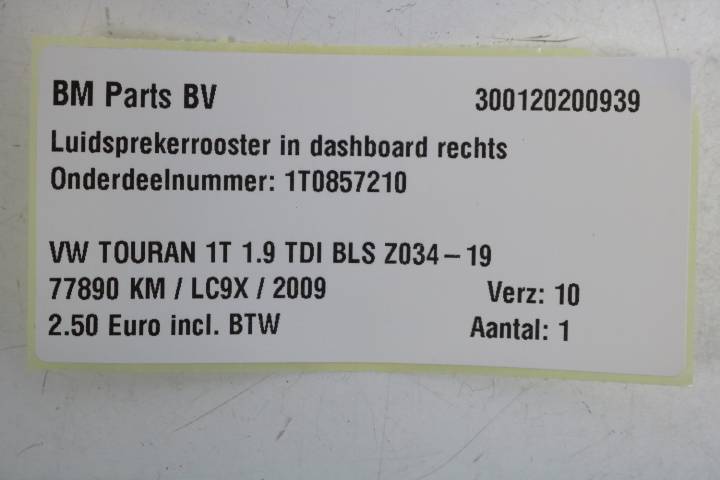 BM Parts BV 300120200939
Luidsprekerrooster in dashboard rechts
Onderdeelnummer: 1T0857210
VW TOURAN 1T 1.9 TDI BLS Z034-19
77890 KM / LC9X / 2009 Verz: 10
2.50 Euro incl. BTW Aantal: 1